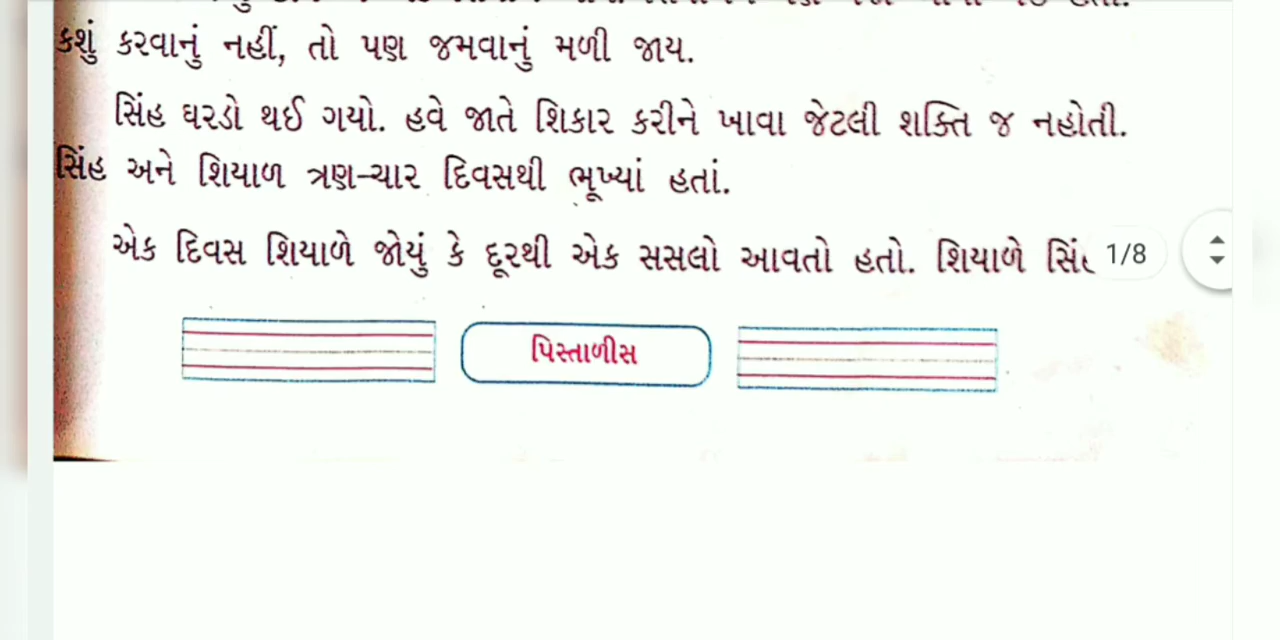 કશું કરવાનું નહીં, તો પણ જમવાનું મળી જાય.
સિંહ ઘરડો થઈ ગયો. હવે જાતે શિકાર કરીને ખાવા જેટલી શક્તિ જ નહોતી.
સિંહ અને શિયાળ ત્રણ-ચાર દિવસથી ભૂખ્યાં હતાં.
એક દિવસ શિયાળે જોયું કે દૂરથી એક સસલો આવતો હતો. શિયાળે 1/8
પિસ્તાળીસ